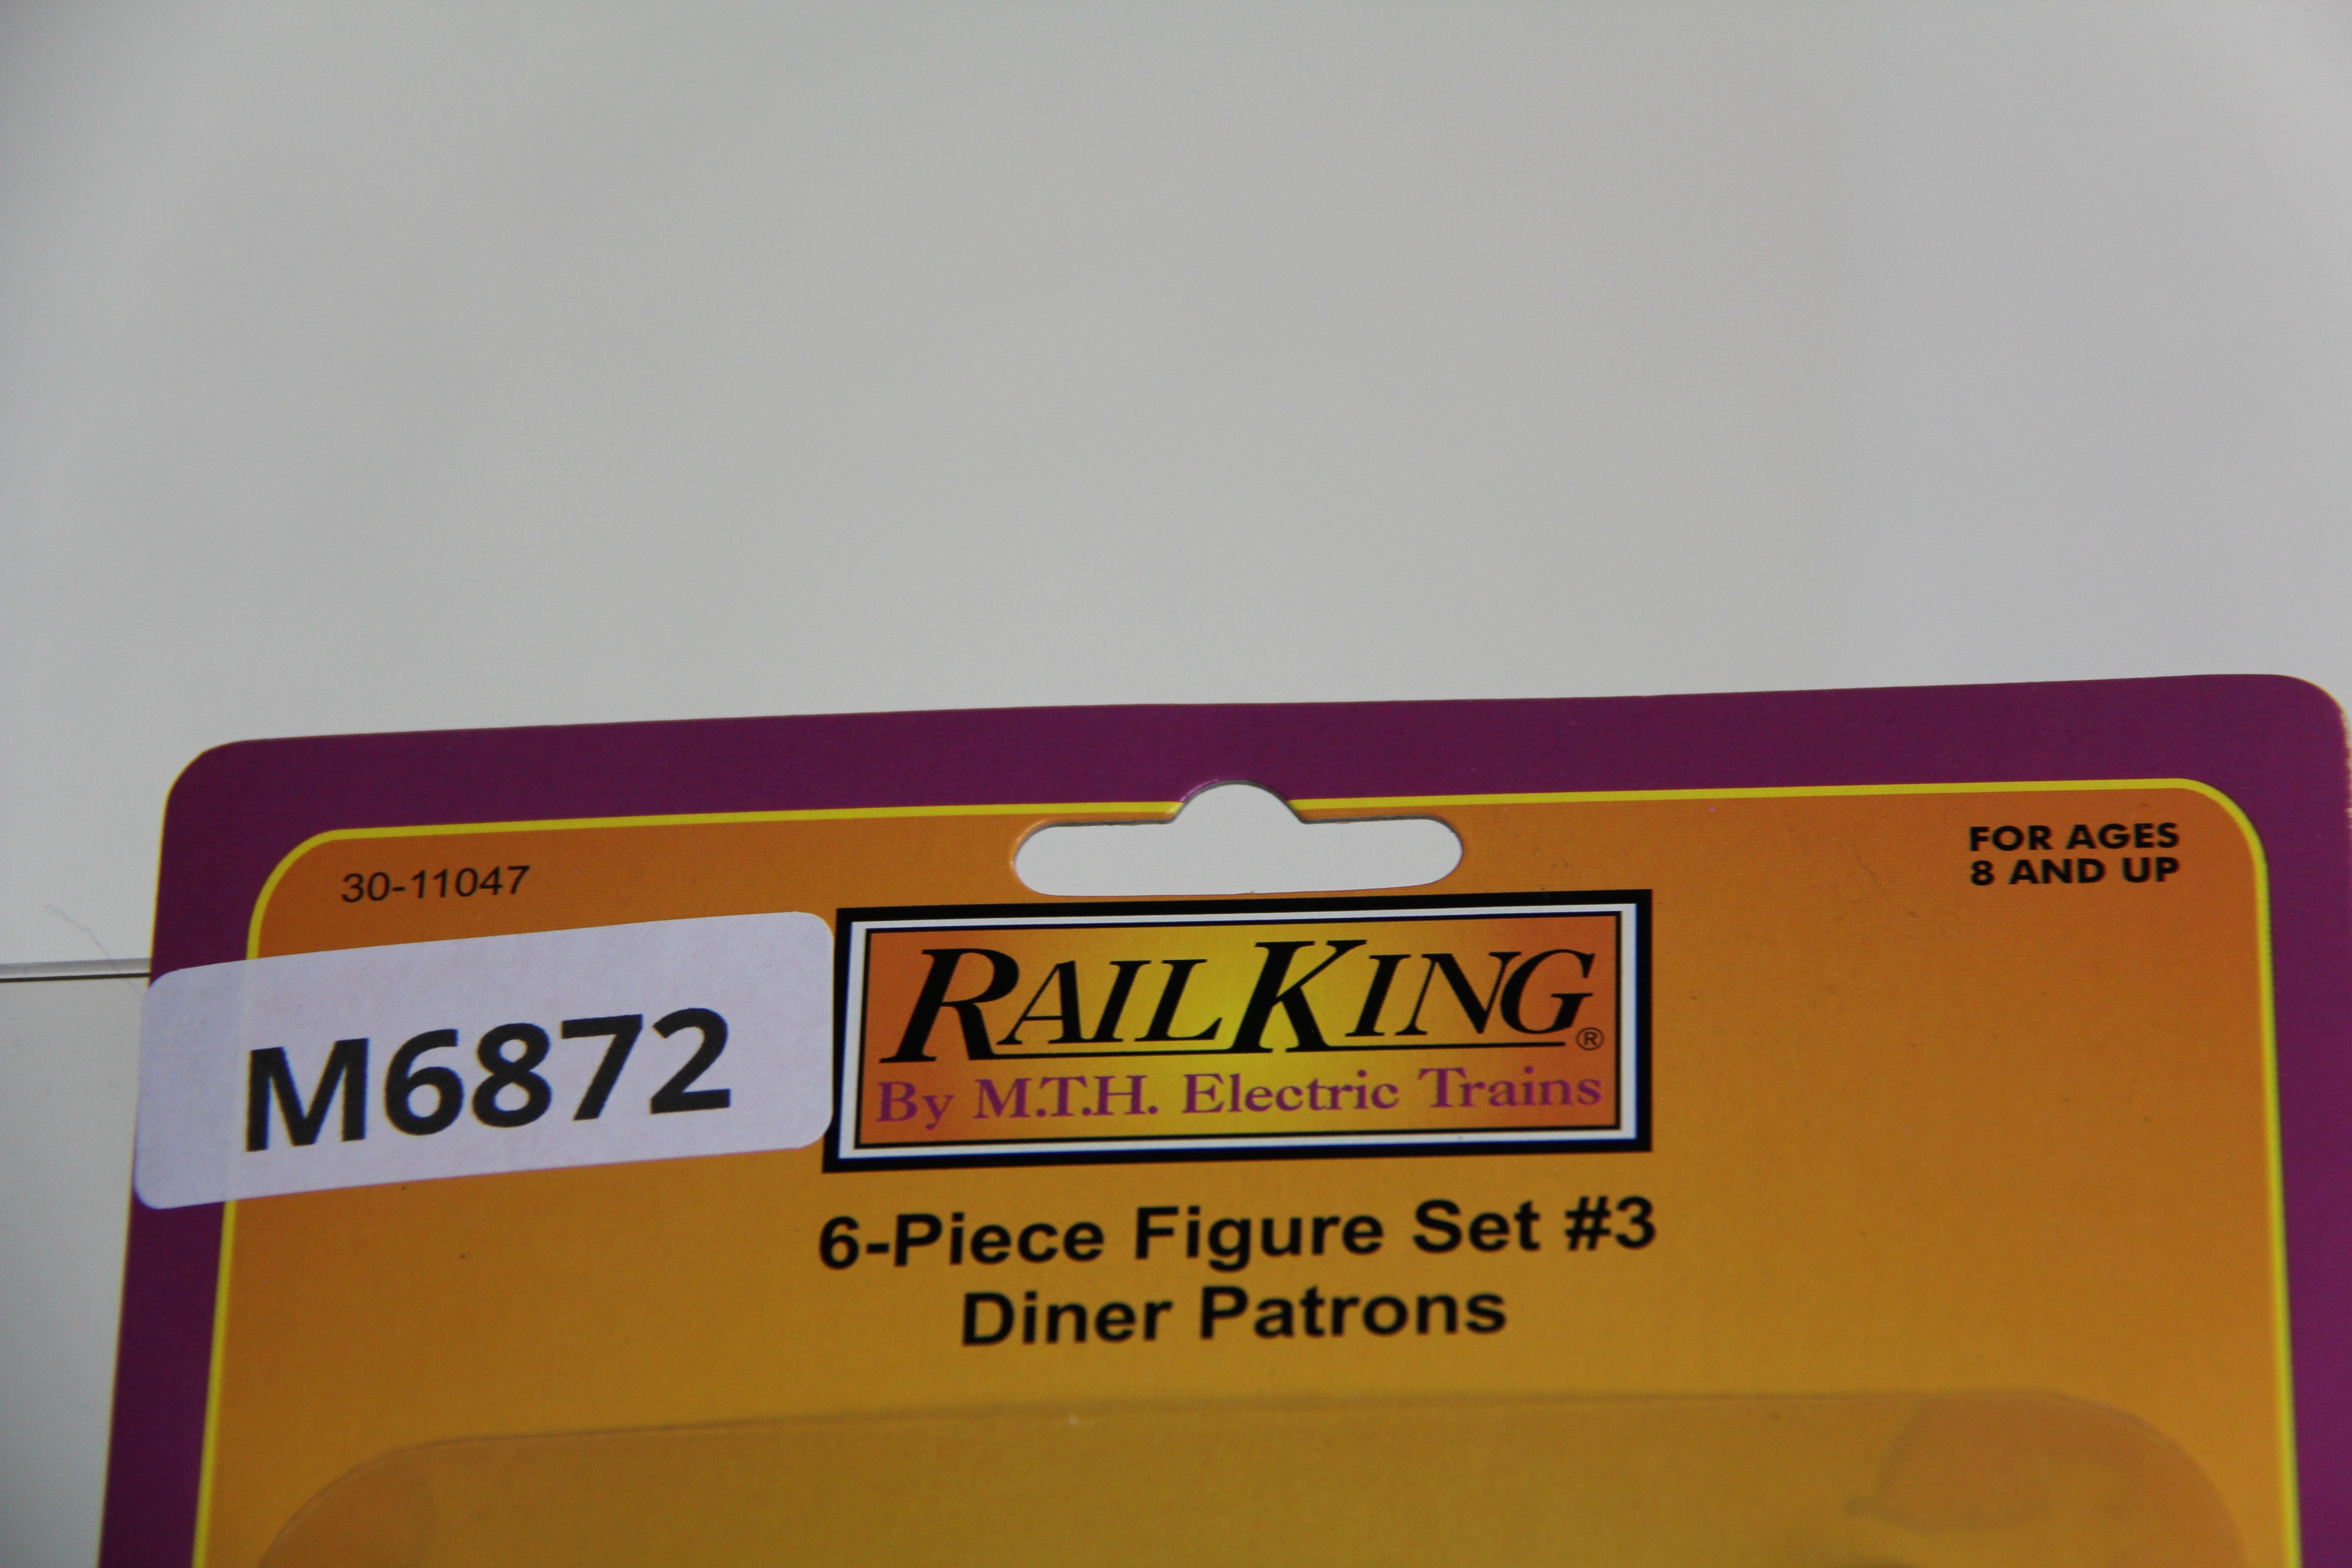 30-11047
FOR AGES
8 AND UP
M6872
RAILKING®
By M.T.H. Electric Trains
6-Piece Figure Set #3
Diner Patrons